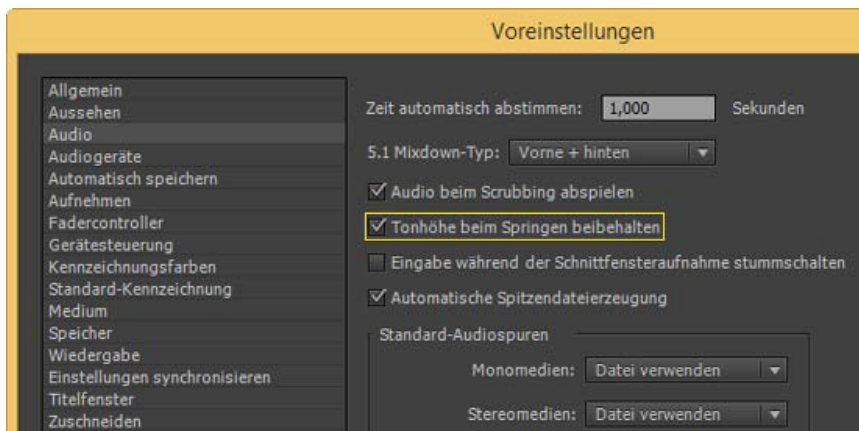 Voreinstellungen
Allgemein
Aussehen
Audio
Audiogeräte
Automatisch speichern
Aufnehmen
Fadercontroller
Gerätesteuerung
Kennzeichnungsfarben
Standard-Kennzeichnung
Medium
Speicher
Wiedergabe
Einstellungen synchronisieren
Titelfenster
Zuschneiden
Zeit automatisch abstimmen: 1,000 Sekunden
5.1 Mixdown-Typ: Vorne + hinten
Audio beim Scrubbing abspielen
Tonhöhe beim Springen beibehalten
Eingabe während der Schnittfensteraufnahme stummschalten
Automatische Spitzendateierzeugung
Standard-Audiospuren
Monomedien: Datei verwenden
Stereomedien: Datei verwenden